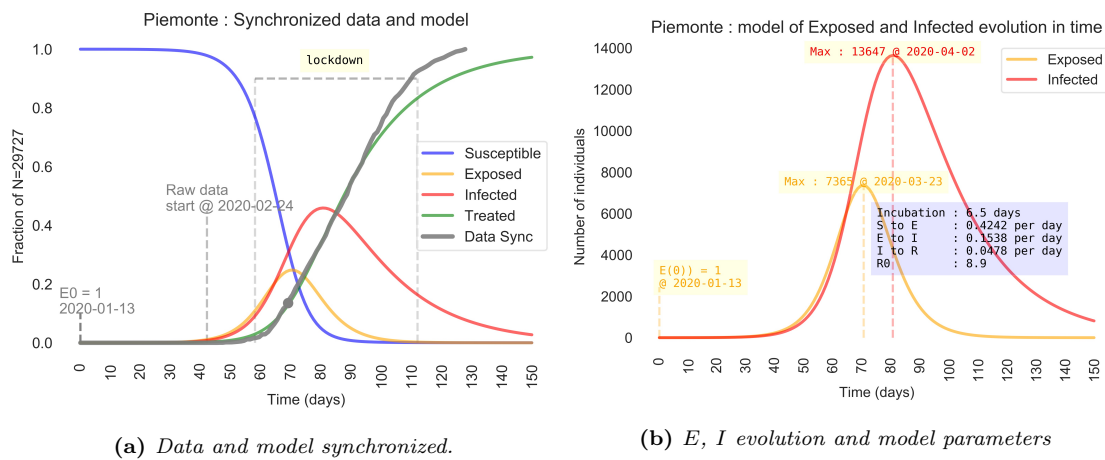 Piemonte : Synchronized data and model
1.0
0.8
0.6
0.4
0.2
0.0
Fraction of N=29727
lockdown
Raw data
start @ 2020-02-24
E0 = 1
2020-01-13
Susceptible
Exposed
Infected
Treated
Data Sync
0
10
20
30
40
50
60
70
80
90
100
110
120
130
140
150
Time (days)
(a) Data and model synchronized.
Piemonte : model of Exposed and Infected evolution in time
14000
12000
10000
8000
6000
4000
2000
0
Number of individuals
Max : 13647 @ 2020-04-02
Exposed
Infected
Max : 7365 @ 2020-03-23
Incubation : 6.5 days
S to E : 0.4242 per day
E to I : 0.1538 per day
I to R : 0.0478 per day
R0 : 8.9
E(0)) = 1
@ 2020-01-13
0
10
20
30
40
50
60
70
80
90
100
110
120
130
140
150
Time (days)
(b) E, I evolution and model parameters